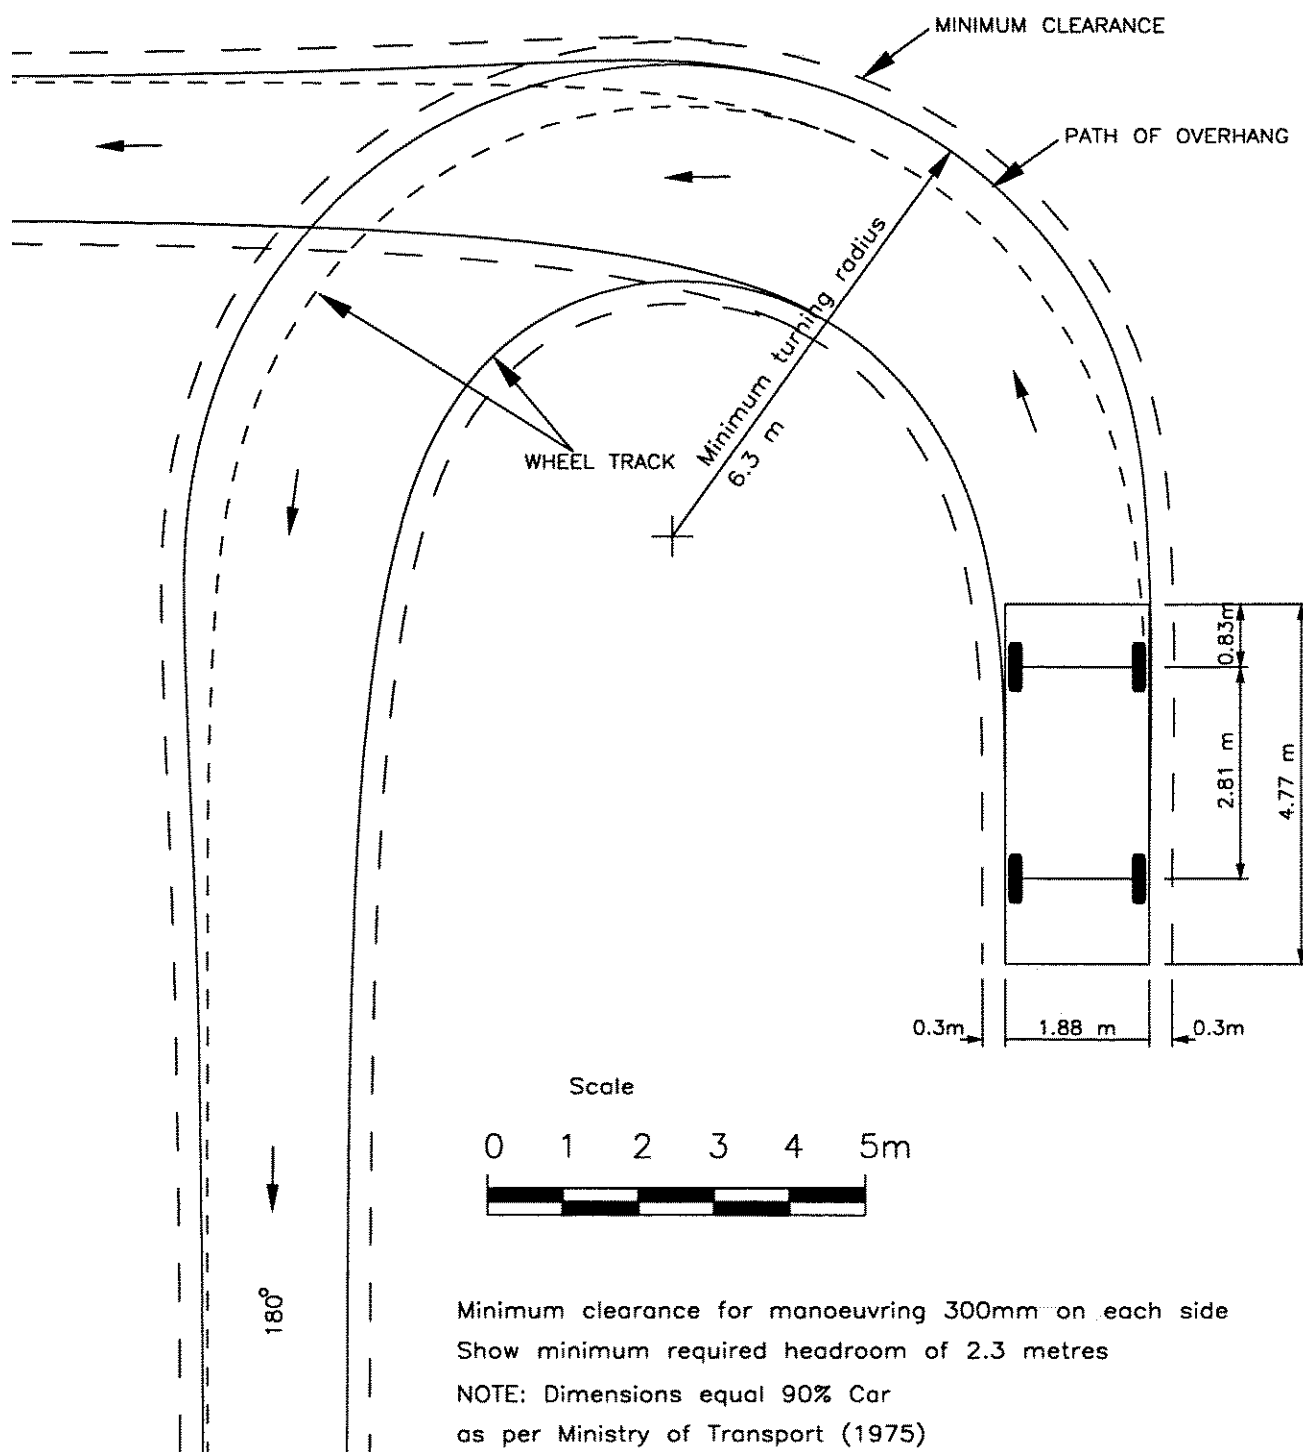 MINIMUM CLEARANCE
PATH OF OVERHANG
Minimum turning radius
6.3 m
WHEEL TRACK
0.83m
2.81 m
4.77 m
0.3m
1.88 m
0.3m
Scale
0 1 2 3 4 5m
180°
Minimum clearance for manoeuvring 300mm on each side
Show minimum required headroom of 2.3 metres
NOTE: Dimensions equal 90% Car
as per Ministry of Transport (1975)